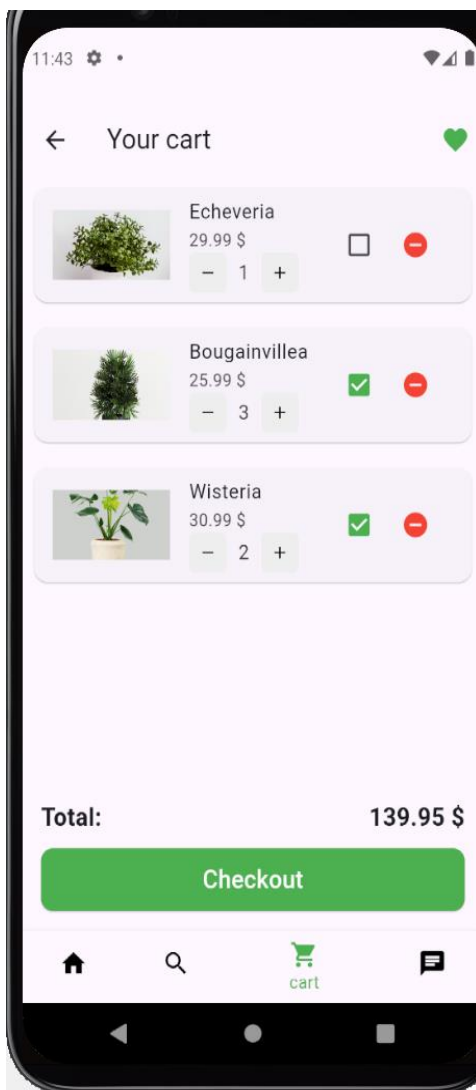 11:43
Your cart
Echeveria
29.99 $
− 1 +
Bougainvillea
25.99 $
− 3 +
Wisteria
30.99 $
− 2 +
Total: 139.95 $
Checkout
cart